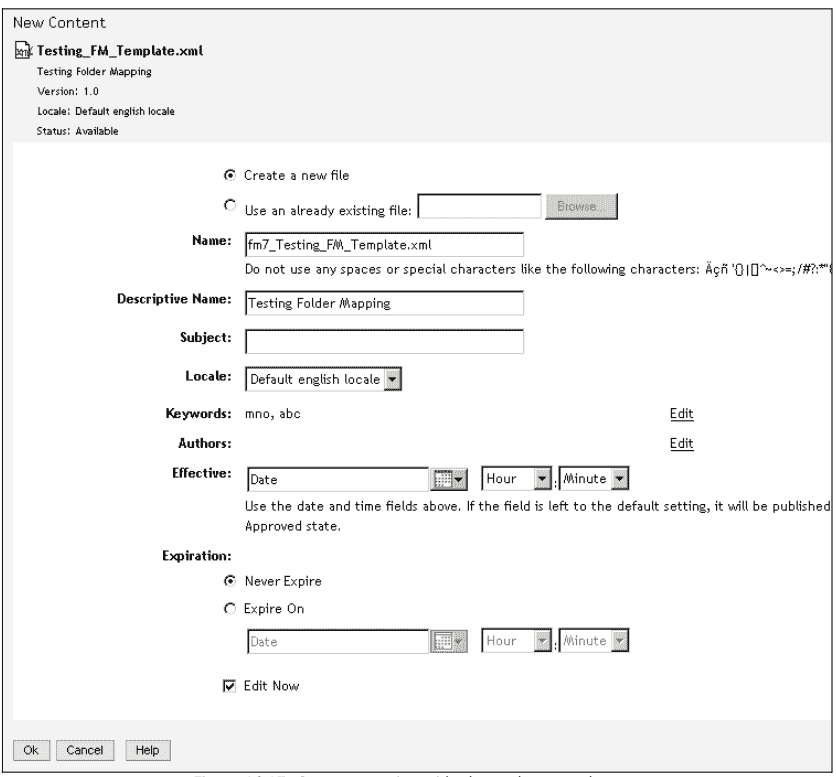 New Content
Testing_FM_Template.xml
Testing Folder Mapping
Version: 1.0
Locale: Default english locale
Status: Available
Create a new file
Use an already existing file: Browse...
Name: fm7_Testing_FM_Template.xml
Do not use any spaces or special characters like the following characters: Äçñ '{}|[]^~<>=;/#?:*"
Descriptive Name: Testing Folder Mapping
Subject:
Locale: Default english locale
Keywords: mno, abc Edit
Authors: Edit
Effective: Date Hour : Minute
Use the date and time fields above. If the field is left to the default setting, it will be published
Approved state.
Expiration:
Never Expire
Expire On
Date Hour : Minute
Edit Now
Ok Cancel Help